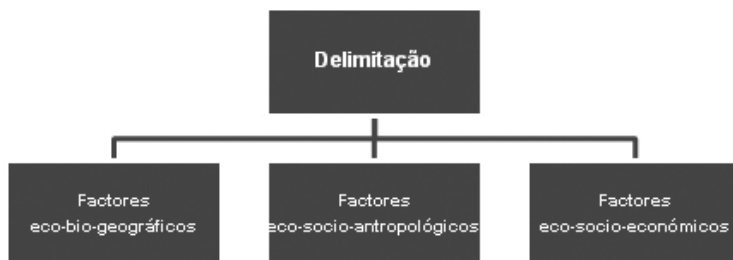 Delimitação
Factores
eco-bio-geográficos
Factores
eco-socio-antropológicos
Factores
eco-socio-económicos